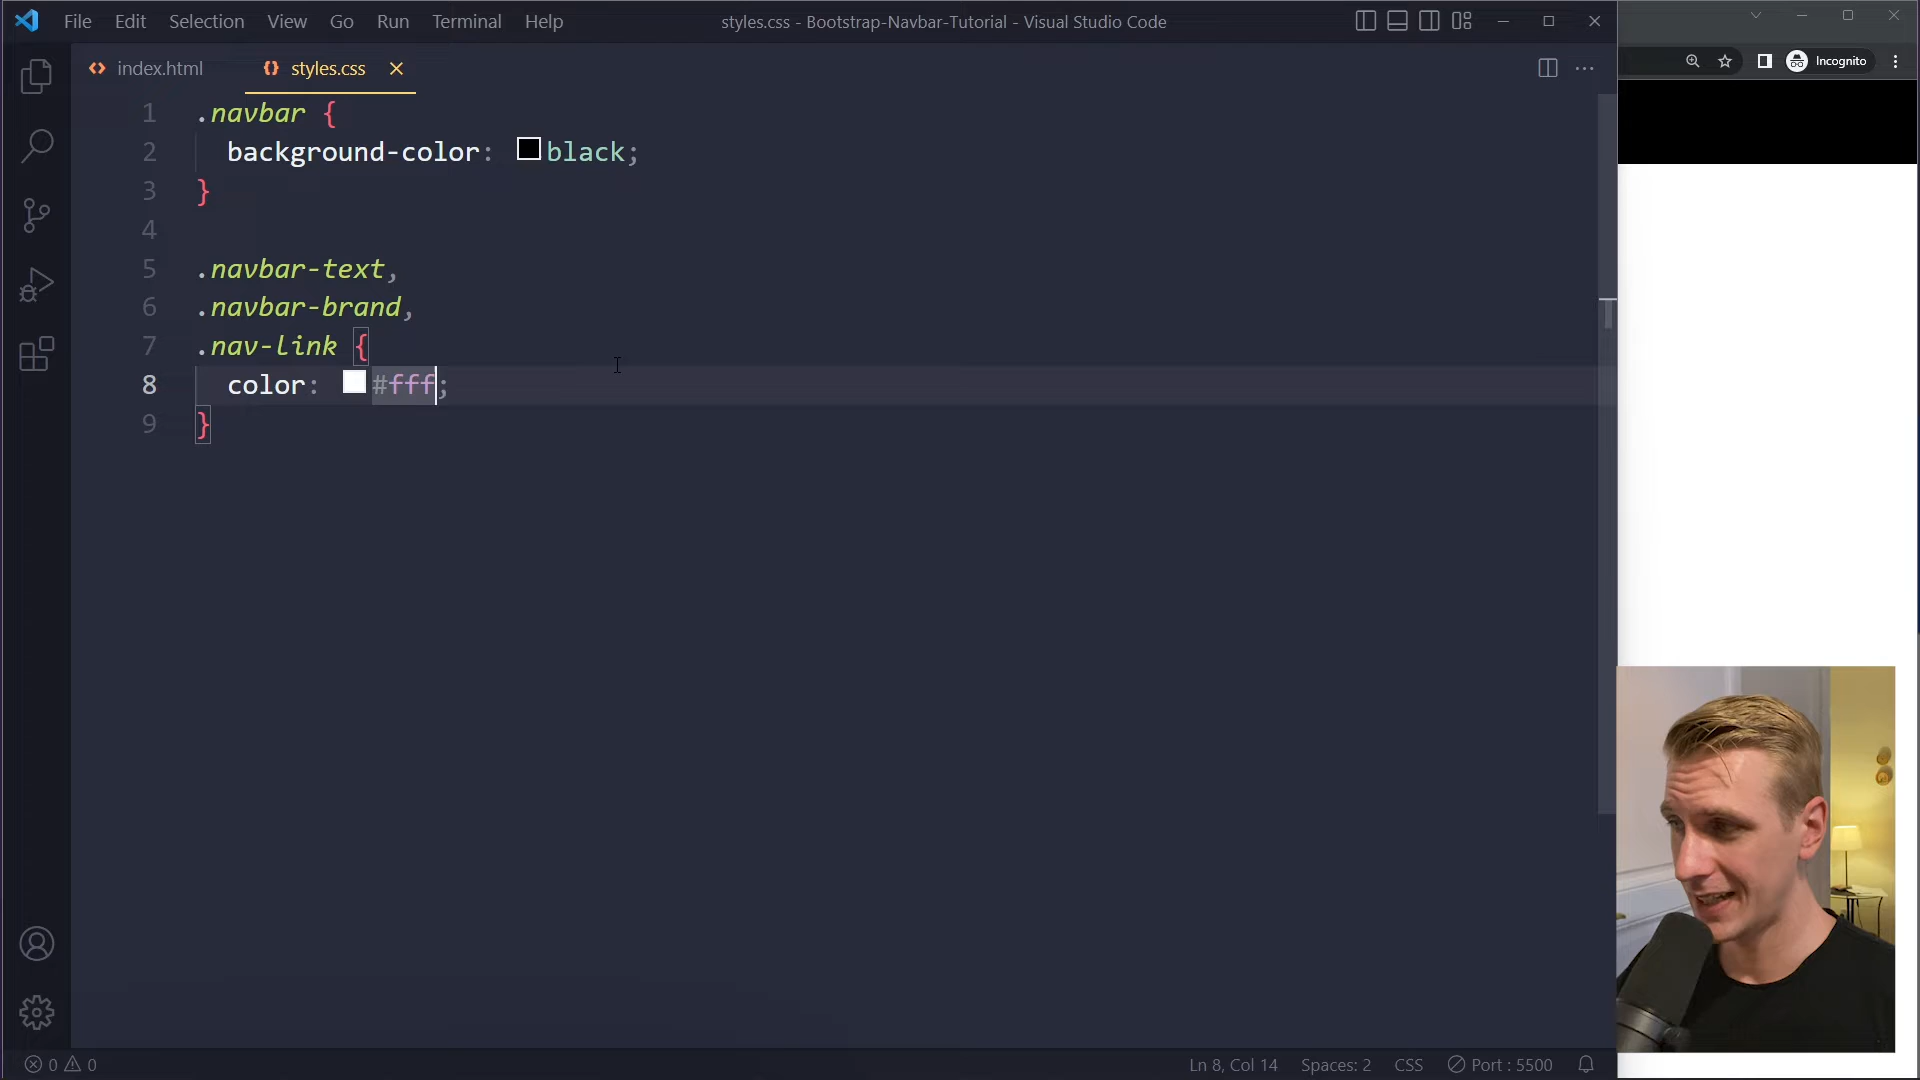 File Edit Selection View Go Run Terminal Help
styles.css - Bootstrap-Navbar-Tutorial - Visual Studio Code
index.html
styles.css
Incognito
1 .navbar {
2 background-color: black;
3 }
4
5 .navbar-text,
6 .navbar-brand,
7 .nav-link {
8 color: #fff;
9 }
0 0
Ln 8, Col 14
Spaces: 2
CSS
Port : 5500